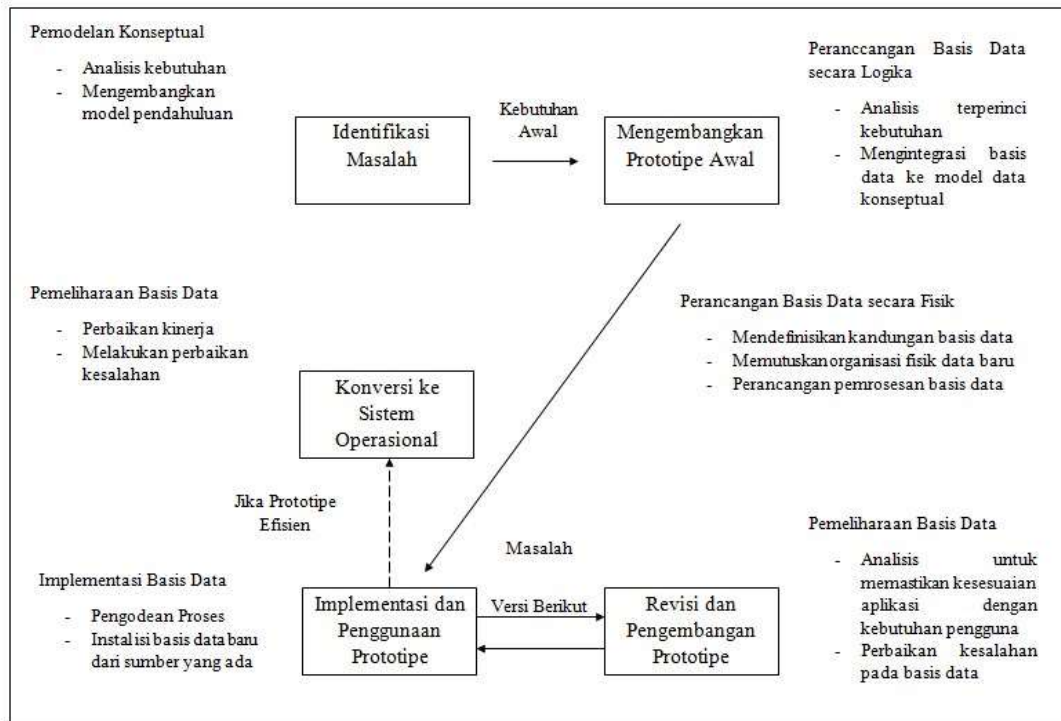 Pemodelan Konseptual
- Analisis kebutuhan
- Mengembangkan
model pendahuluan
Identifikasi
Masalah
Kebutuhan
Awal
Mengembangkan
Prototipe Awal
Peranccangan Basis Data
secara Logika
- Analisis terperinci
kebutuhan
- Mengintegrasi basis
data ke model data
konseptual
Pemeliharaan Basis Data
- Perbaikan kinerja
- Melakukan perbaikan
kesalahan
Perancangan Basis Data secara Fisik
- Mendefinisikan kandungan basis data
- Memutuskan organisasi fisik data baru
- Perancangan pemrosesan basis data
Konversi ke
Sistem
Operasional
Jika Prototipe
Efisien
Implementasi Basis Data
- Pengodean Proses
- Instalisi basis data baru
dari sumber yang ada
Implementasi dan
Penggunaan
Prototipe
Masalah
Versi Berikut
Revisi dan
Pengembangan
Prototipe
Pemeliharaan Basis Data
- Analisis untuk
memastikan kesesuaian
aplikasi dengan
kebutuhan pengguna
- Perbaikan kesalahan
pada basis data